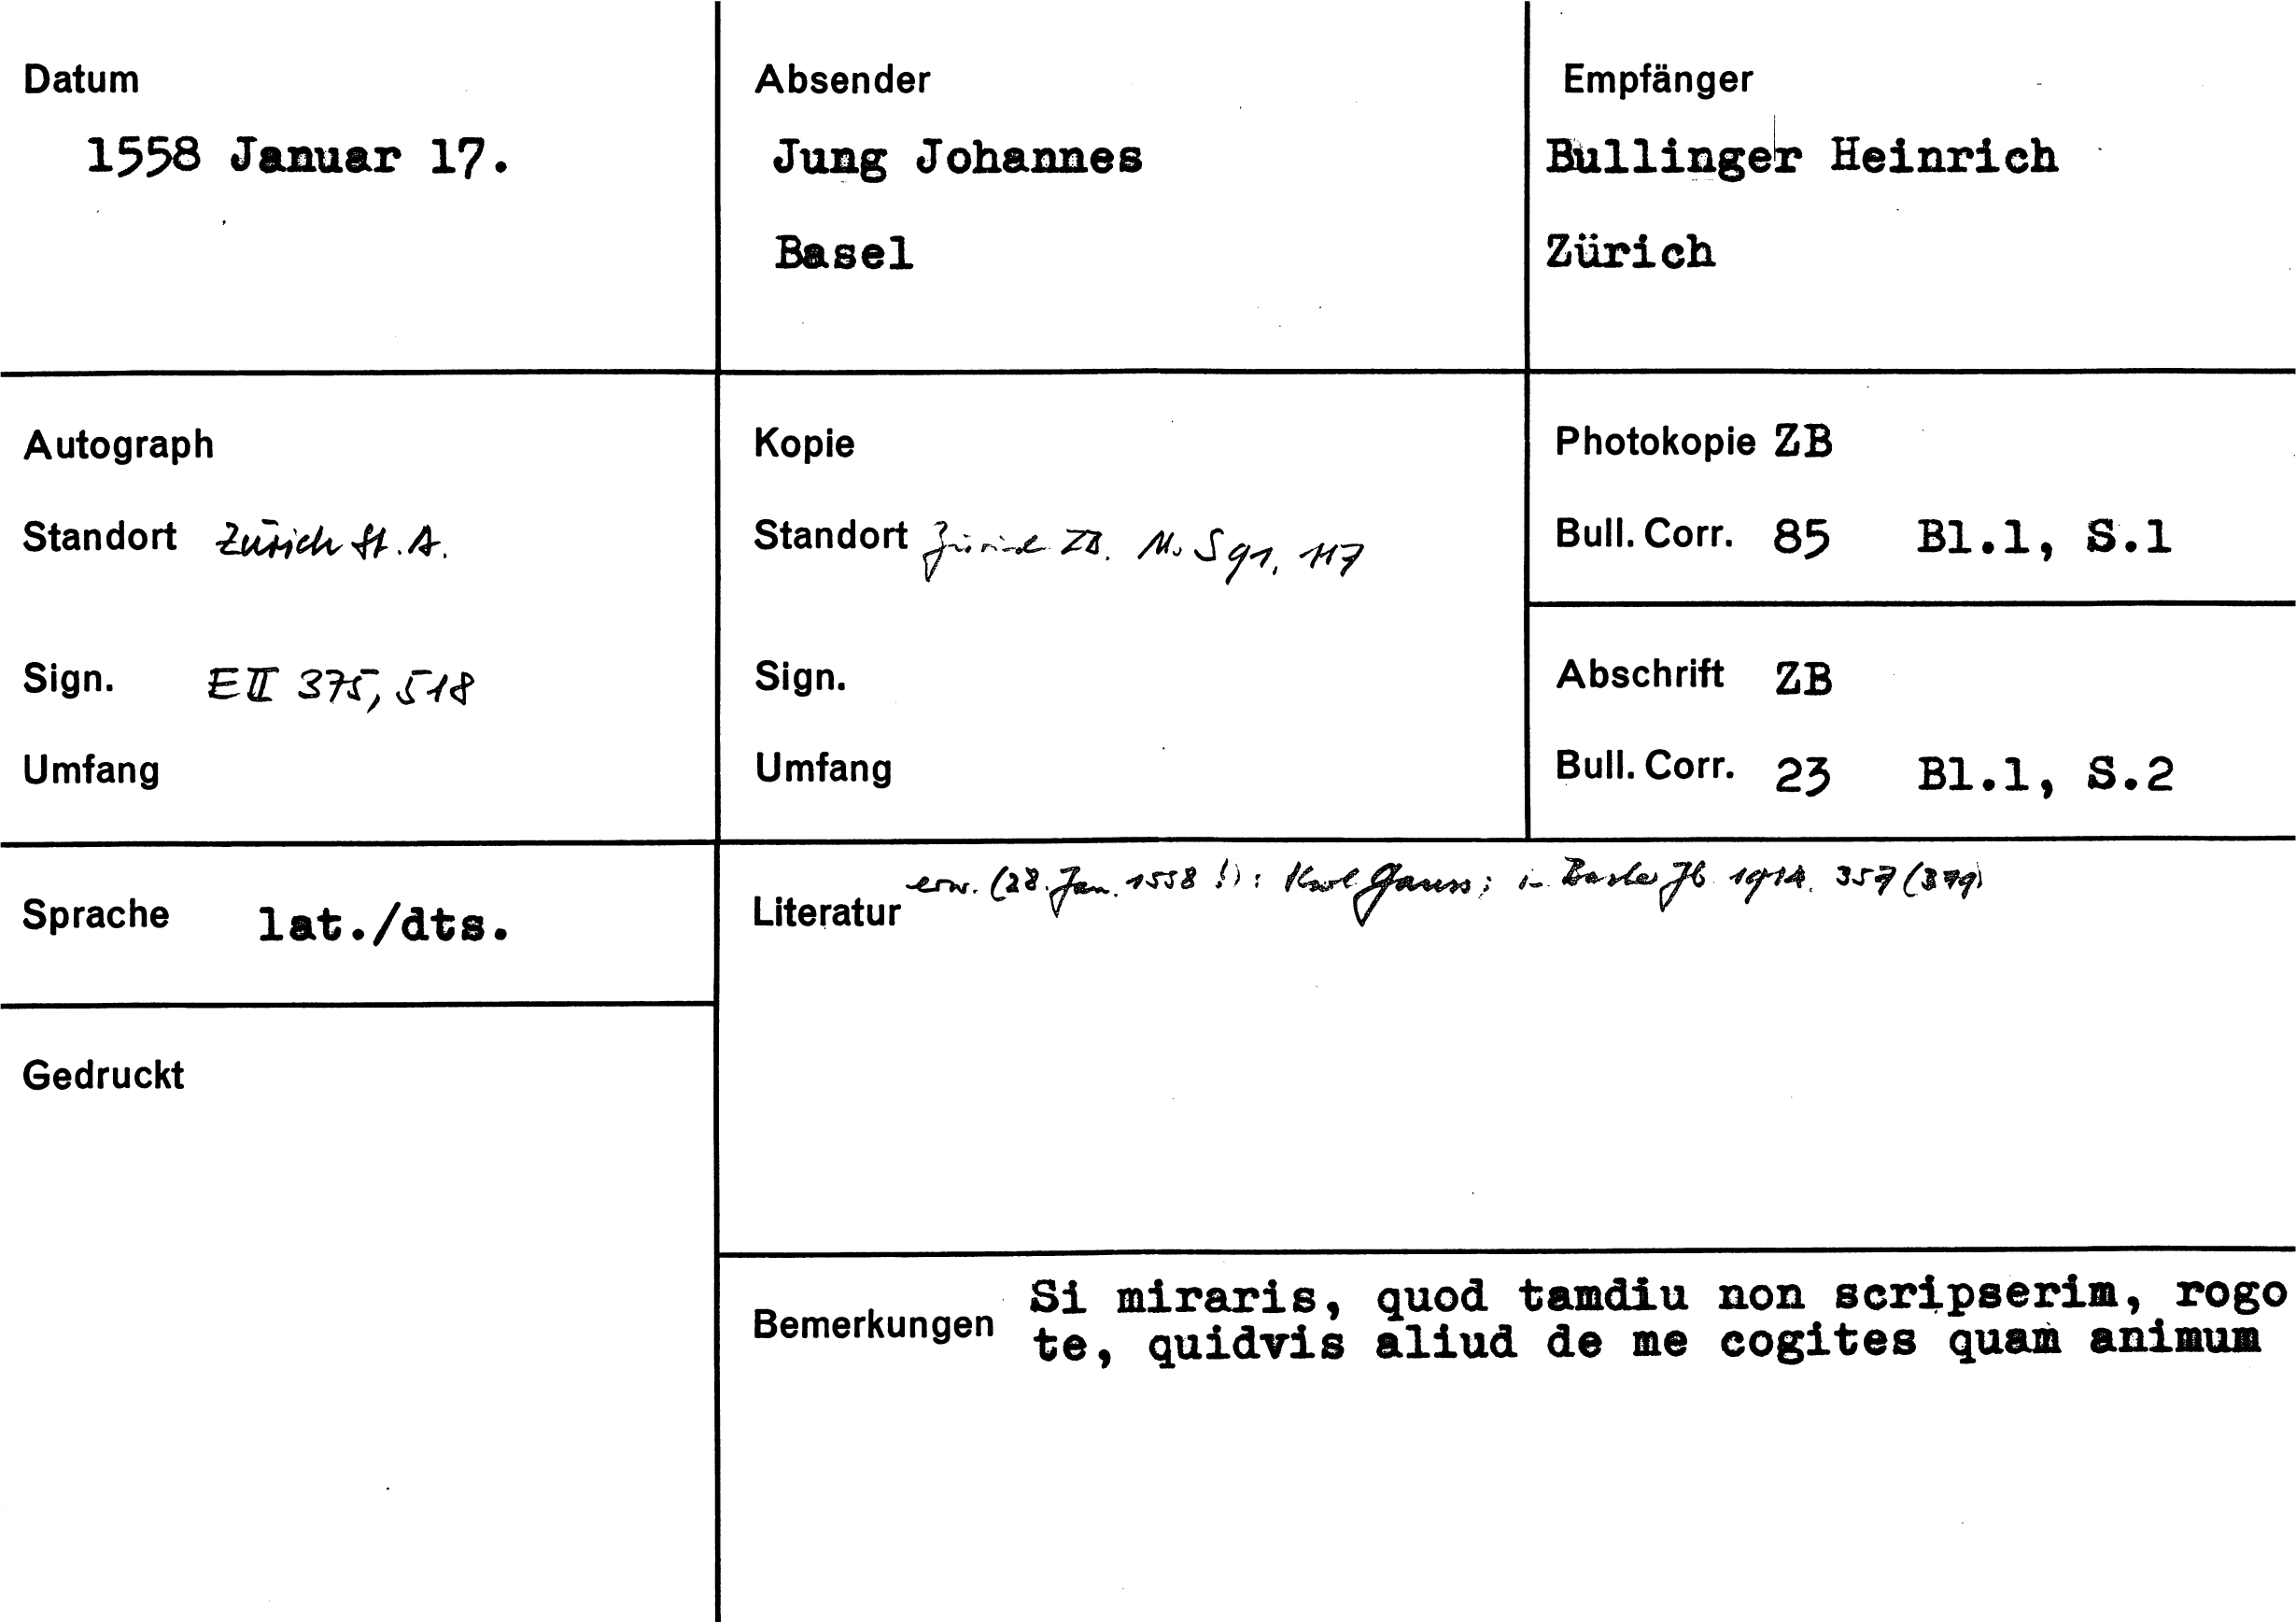 Datum
1558 Januar 17.
Absender
Jung Johannes
Basel
Empfänger
Bullinger Heinrich
Zürich
Autograph
Standort Zürich St. A.
Sign. E II 375, 518
Umfang
Kopie
Standort Zürich ZB. Ms S 91, 117
Sign.
Umfang
Photokopie ZB
Bull. Corr. 85 Bl.1, S.1
Abschrift ZB
Bull. Corr. 23 Bl.1, S.2
Sprache lat./dts.
Gedruckt
Literatur erw. (28. Jan. 1558 !): Karl Gauss; in Basler Jb 1914. 357 (379)
Bemerkungen Si miraris, quod tamdiu non scripserim, rogo
te, quidvis aliud de me cogites quam animum